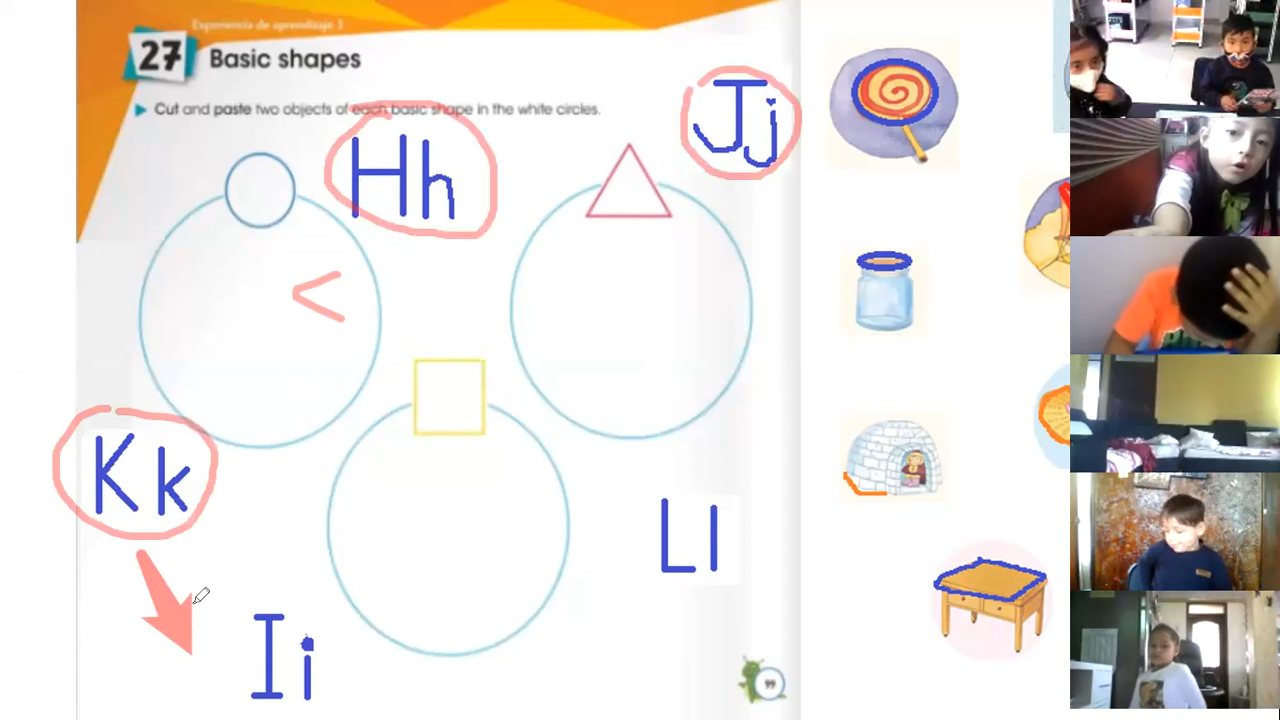 Experiencia de aprendizaje 3
27 Basic shapes
Cut and paste two objects of each basic shape in the white circles.
Jj
Hh
Kk
Ll
Ii
99